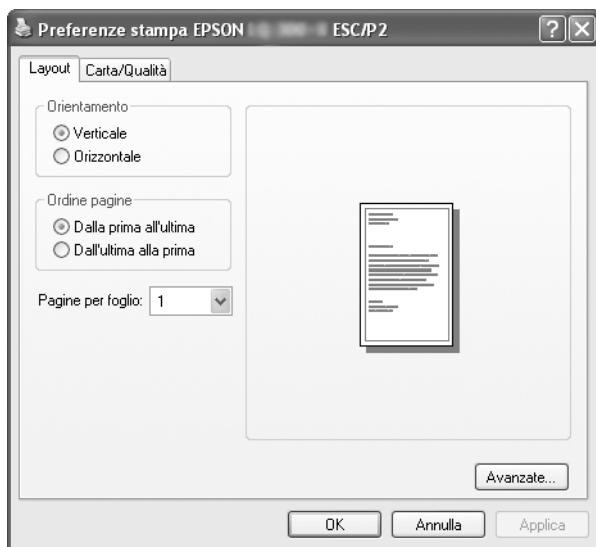 Preferenze stampa EPSON ESC/P2
Layout
Carta/Qualità
Orientamento
Verticale
Orizzontale
Ordine pagine
Dalla prima all'ultima
Dall'ultima alla prima
Pagine per foglio: 1
Avanzate...
OK
Annulla
Applica